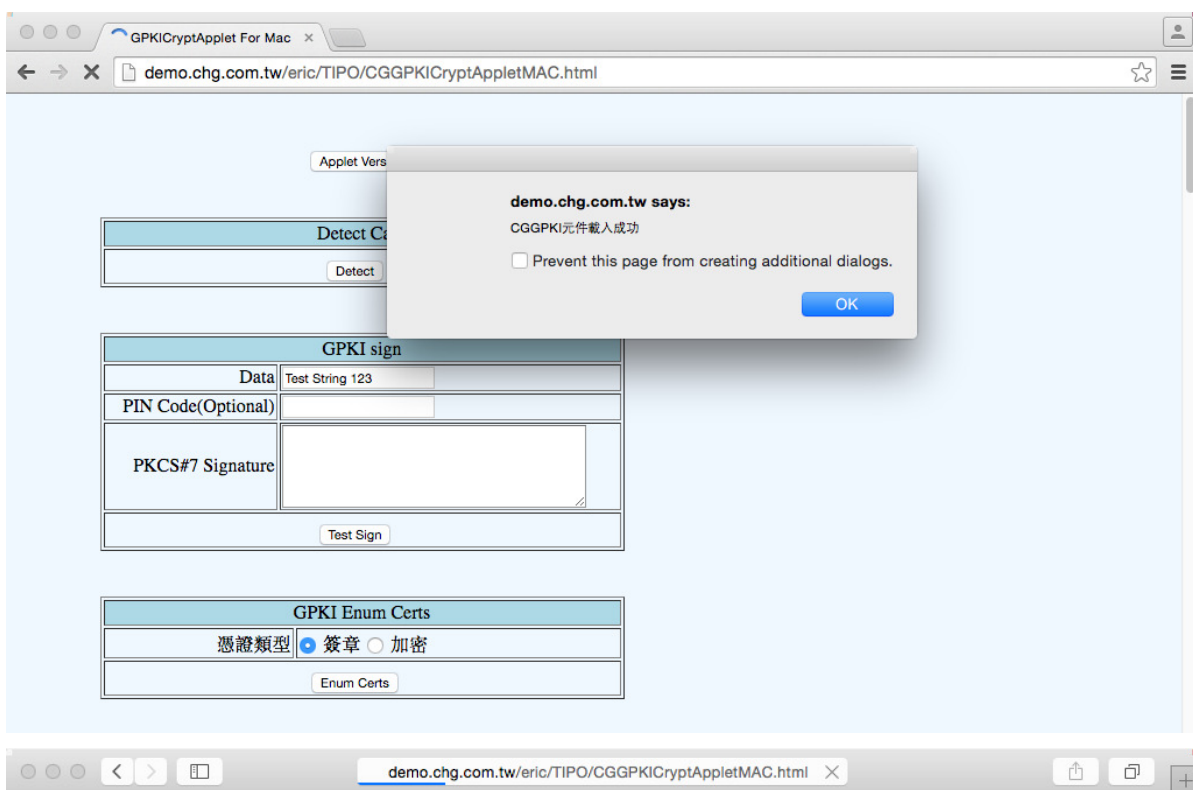 GPKICryptApplet For Mac
demo.chg.com.tw/eric/TIPO/CGGPKICryptAppletMAC.html
Applet Vers
demo.chg.com.tw says:
CGGPKI元件載入成功
Prevent this page from creating additional dialogs.
OK
Detect Ca
Detect
GPKI sign
Data Test String 123
PIN Code(Optional)
PKCS#7 Signature
Test Sign
GPKI Enum Certs
憑證類型 簽章 加密
Enum Certs
demo.chg.com.tw/eric/TIPO/CGGPKICryptAppletMAC.html